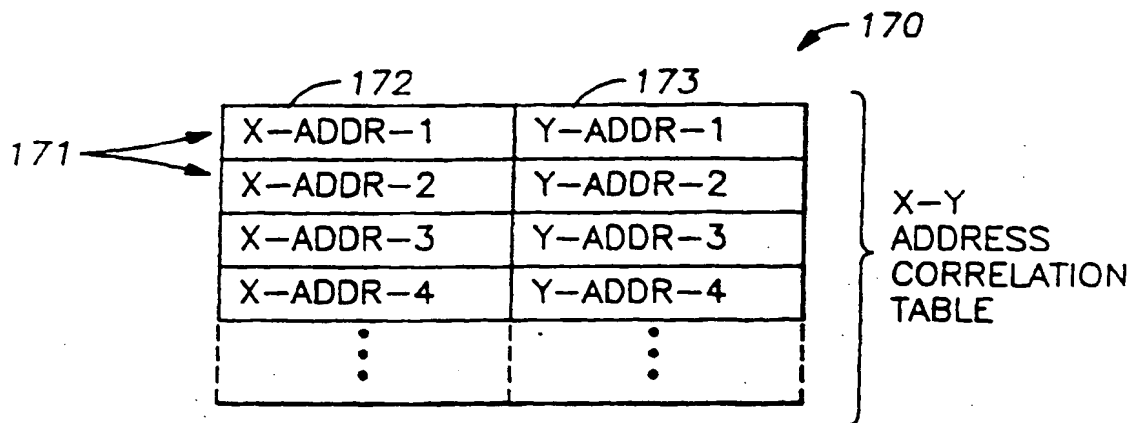 170
172 173
171
X-ADDR-1 Y-ADDR-1
X-ADDR-2 Y-ADDR-2
X-ADDR-3 Y-ADDR-3
X-ADDR-4 Y-ADDR-4
X-Y
ADDRESS
CORRELATION
TABLE